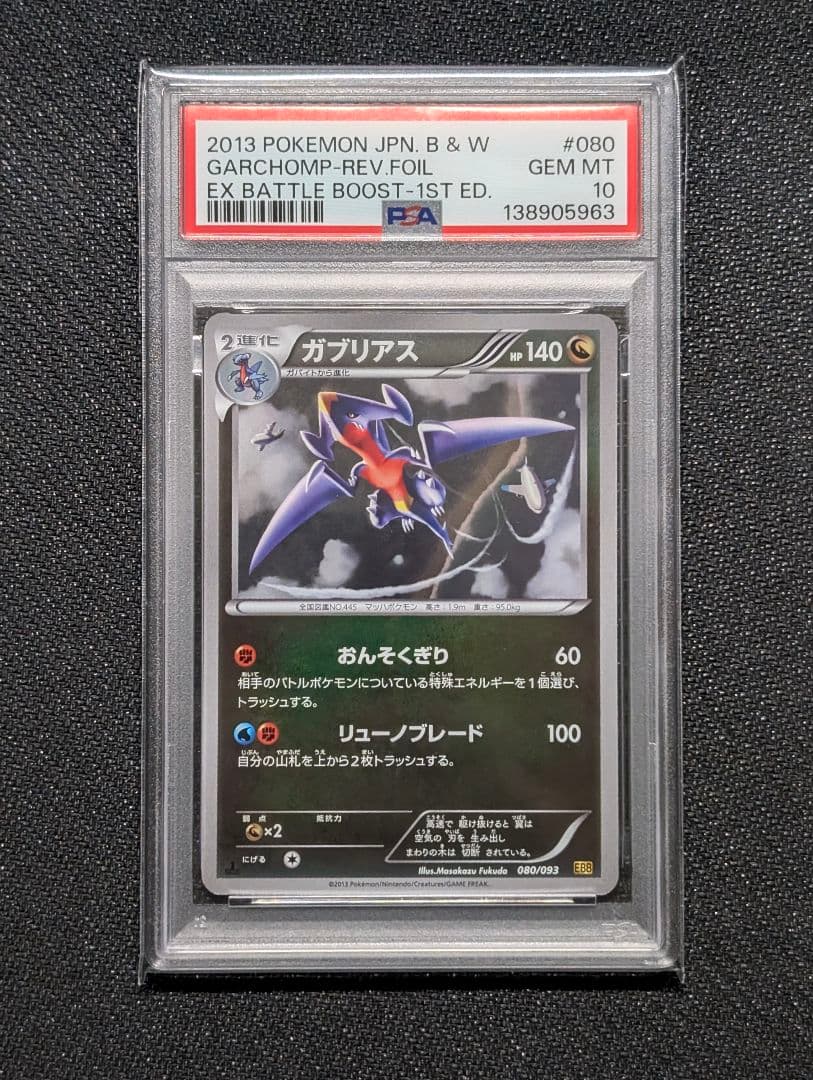 2013 POKEMON JPN. B & W #080
GARCHOMP-REV.FOIL GEM MT
EX BATTLE BOOST-1ST ED. 10
PSA 138905963
2進化 ガブリアス HP 140
ガバイトから進化
全国図鑑NO.445 マッハポケモン 高さ:1.9m 重さ:95.0kg
おんそくぎり 60
相手のバトルポケモンについている特殊エネルギーを1個選び、
トラッシュする。
リューノブレード 100
自分の山札を上から2枚トラッシュする。
弱点 抵抗力
×2
にげる
高速で 駆け抜けると 翼は
空気の 刃を 生み出し
まわりの木は 切断 されている。
Illus.Masakazu Fukuda 080/093 EBB
©2013 Pokémon/Nintendo/Creatures/GAME FREAK.